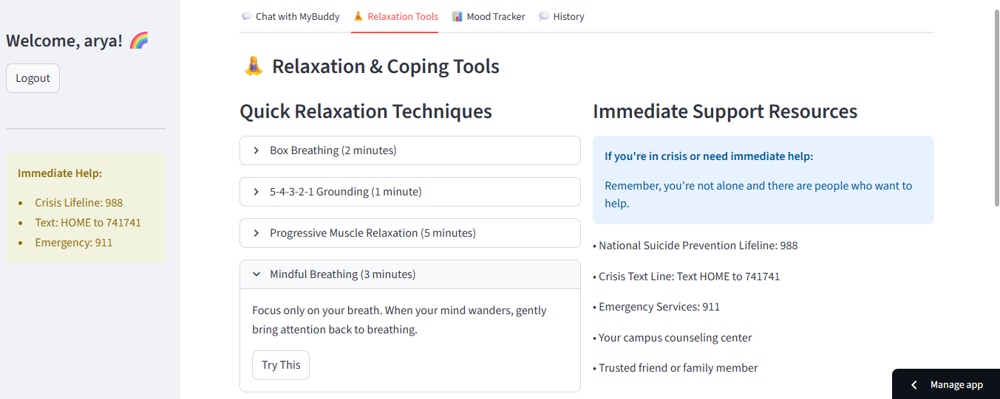 Welcome, arya! 🌈
Logout
Immediate Help:
• Crisis Lifeline: 988
• Text: HOME to 741741
• Emergency: 911
Chat with MyBuddy
Relaxation Tools
Mood Tracker
History
Relaxation & Coping Tools
Quick Relaxation Techniques
Box Breathing (2 minutes)
5-4-3-2-1 Grounding (1 minute)
Progressive Muscle Relaxation (5 minutes)
Mindful Breathing (3 minutes)
Focus only on your breath. When your mind wanders, gently
bring attention back to breathing.
Try This
Immediate Support Resources
If you're in crisis or need immediate help:
Remember, you're not alone and there are people who want to
help.
• National Suicide Prevention Lifeline: 988
• Crisis Text Line: Text HOME to 741741
• Emergency Services: 911
• Your campus counseling center
• Trusted friend or family member
Manage app